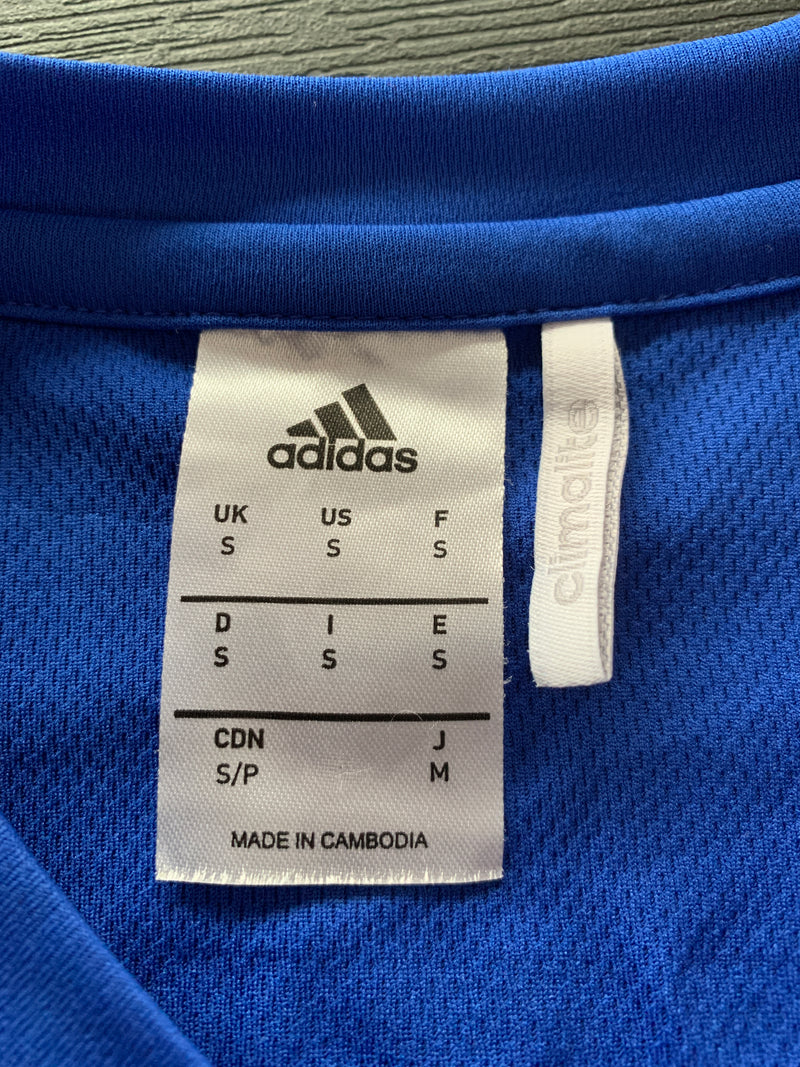 adidas
UK US F
S S S
D I E
S S S
CDN J
S/P M
MADE IN CAMBODIA
climalite